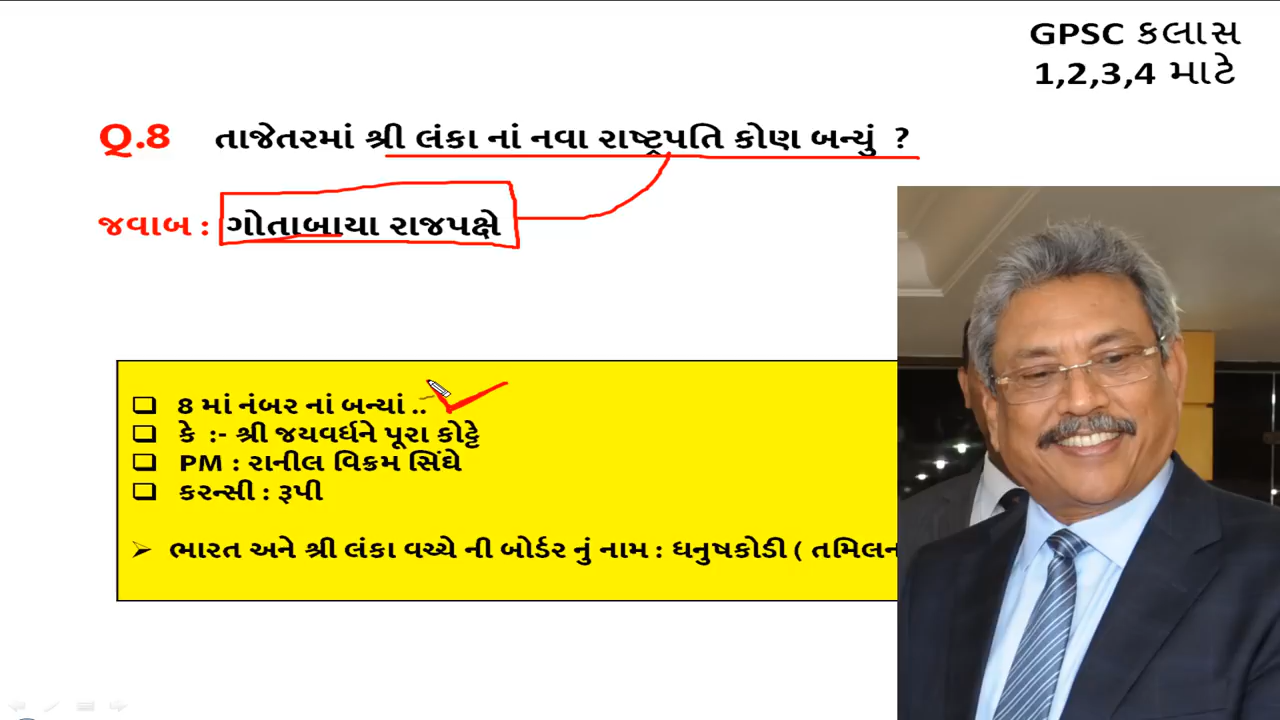 GPSC કલાસ
1,2,3,4 માટે
Q.8 તાજેતરમાં શ્રી લંકા નાં નવા રાષ્ટ્રપતિ કોણ બન્યું ?
જવાબ : ગોતાબાયા રાજપક્ષે
8 માં નંબર નાં બન્યાં ..
કે :- શ્રી જયવર્ધને પૂરા કોટ્ટે
PM : રાનીલ વિક્રમ સિંઘે
કરન્સી : રૂપી
ભારત અને શ્રી લંકા વચ્ચે ની બોર્ડર નું નામ : ધનુષકોડી ( તમિલન